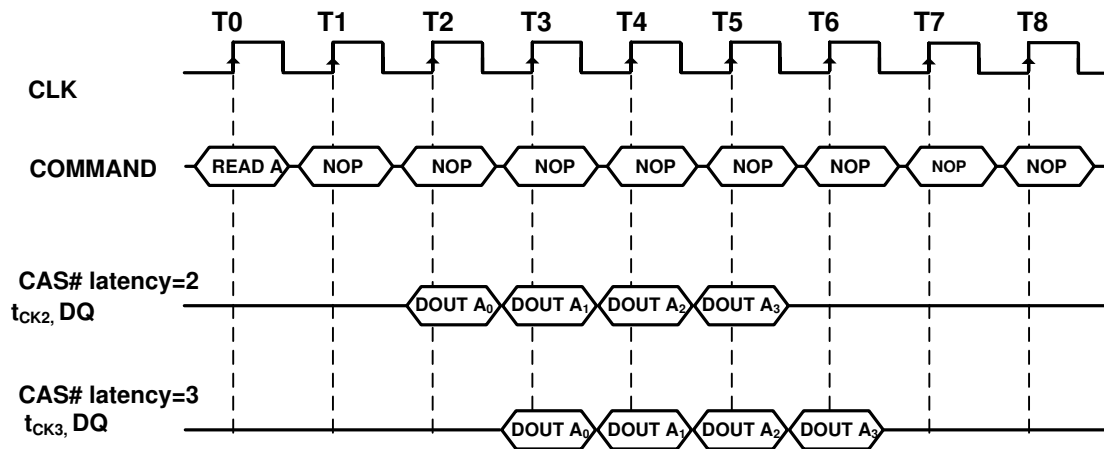 T0 T1 T2 T3 T4 T5 T6 T7 T8
CLK
COMMAND READ A NOP NOP NOP NOP NOP NOP NOP NOP
CAS# latency=2
tCK2, DQ DOUT A0 DOUT A1 DOUT A2 DOUT A3
CAS# latency=3
tCK3, DQ DOUT A0 DOUT A1 DOUT A2 DOUT A3